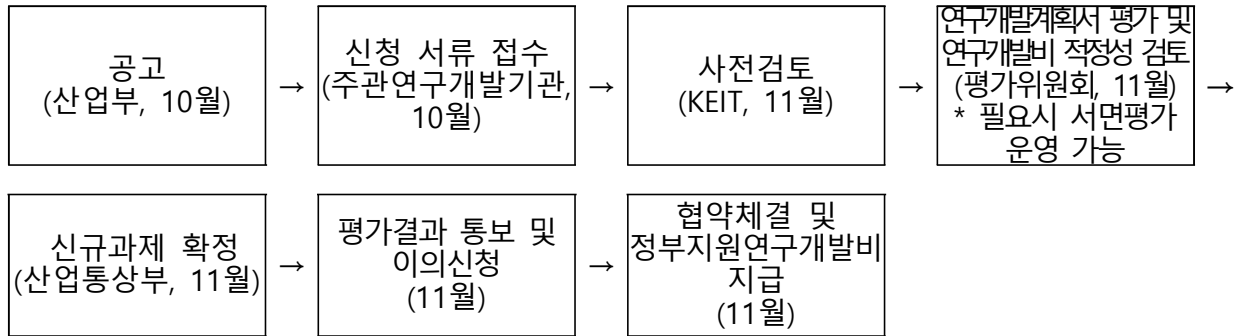 공고
(산업부, 10월)
→
신청 서류 접수
(주관연구개발기관,
10월)
→
사전검토
(KEIT, 11월)
→
연구개발계획서 평가 및
연구개발비 적정성 검토
(평가위원회, 11월)
* 필요시 서면평가
운영 가능
→
신규과제 확정
(산업통상부, 11월)
→
평가결과 통보 및
이의신청
(11월)
→
협약체결 및
정부지원연구개발비
지급
(11월)